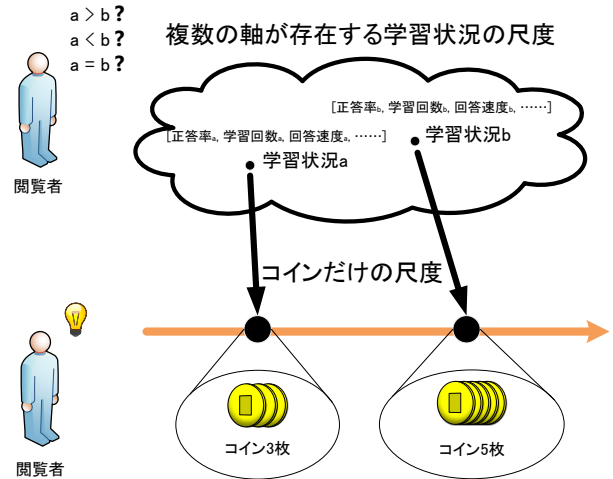 a > b ?
a < b ?
a = b ?
複数の軸が存在する学習状況の尺度
[正答率b, 学習回数b, 回答速度b, ……]
[正答率a, 学習回数a, 回答速度a, ……]
学習状況b
学習状況a
閲覧者
コインだけの尺度
コイン3枚
コイン5枚
閲覧者